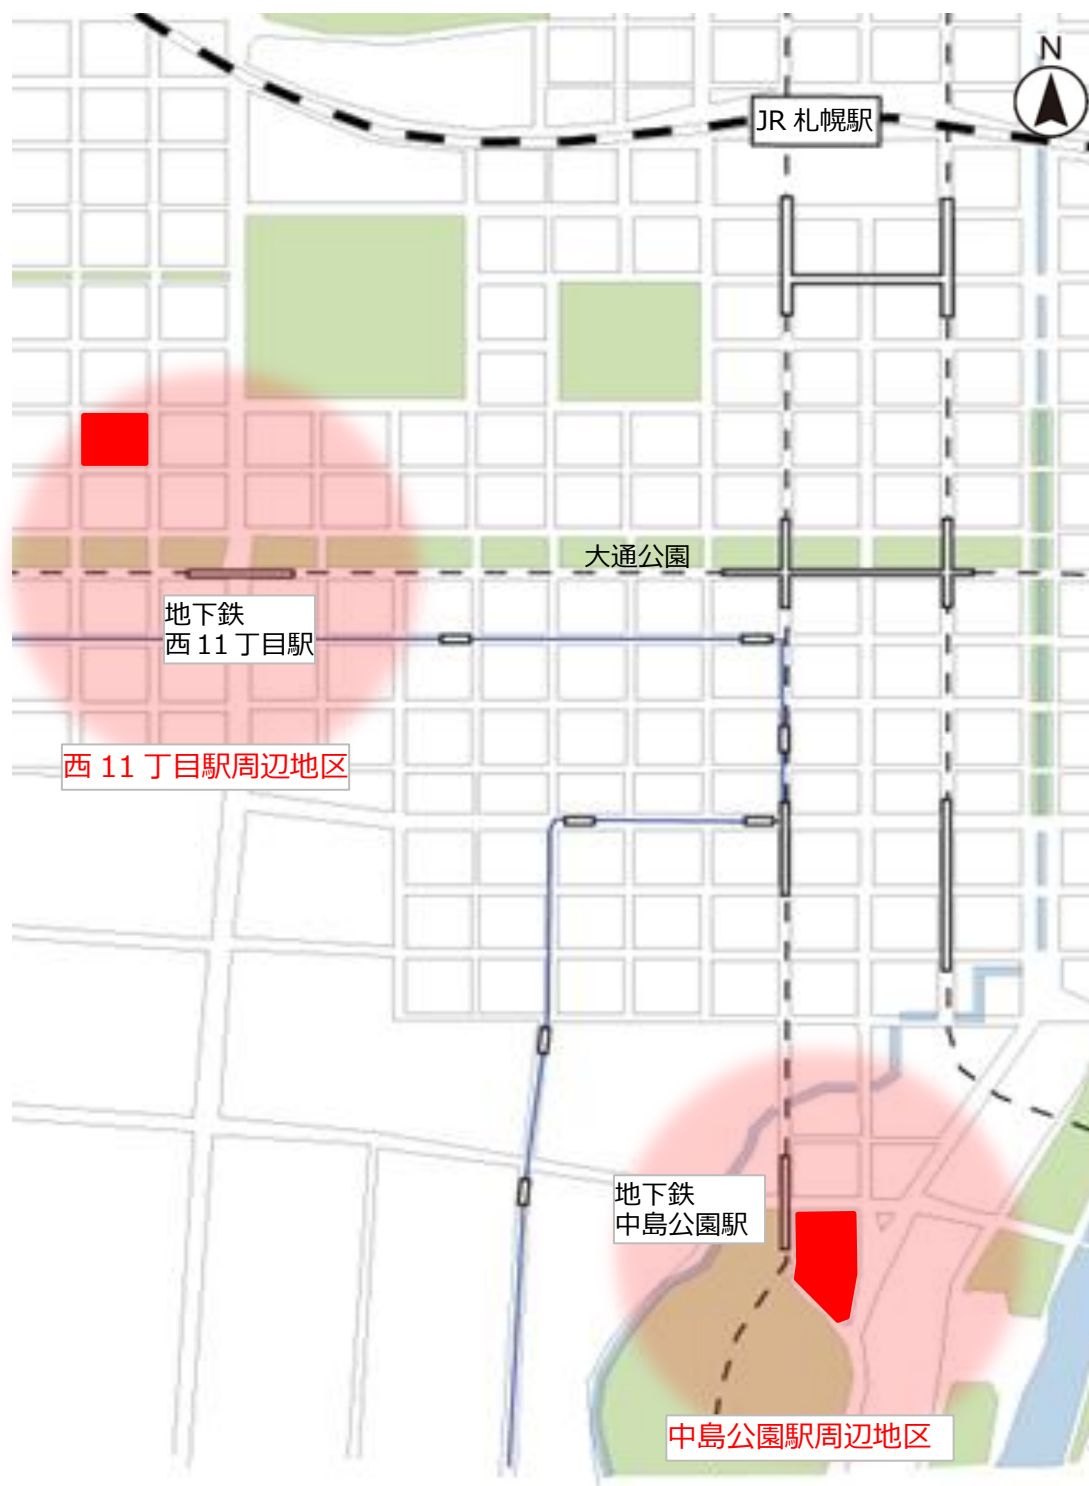 N
JR 札幌駅
大通公園
地下鉄
西 11 丁目駅
西 11 丁目駅周辺地区
地下鉄
中島公園駅
中島公園駅周辺地区